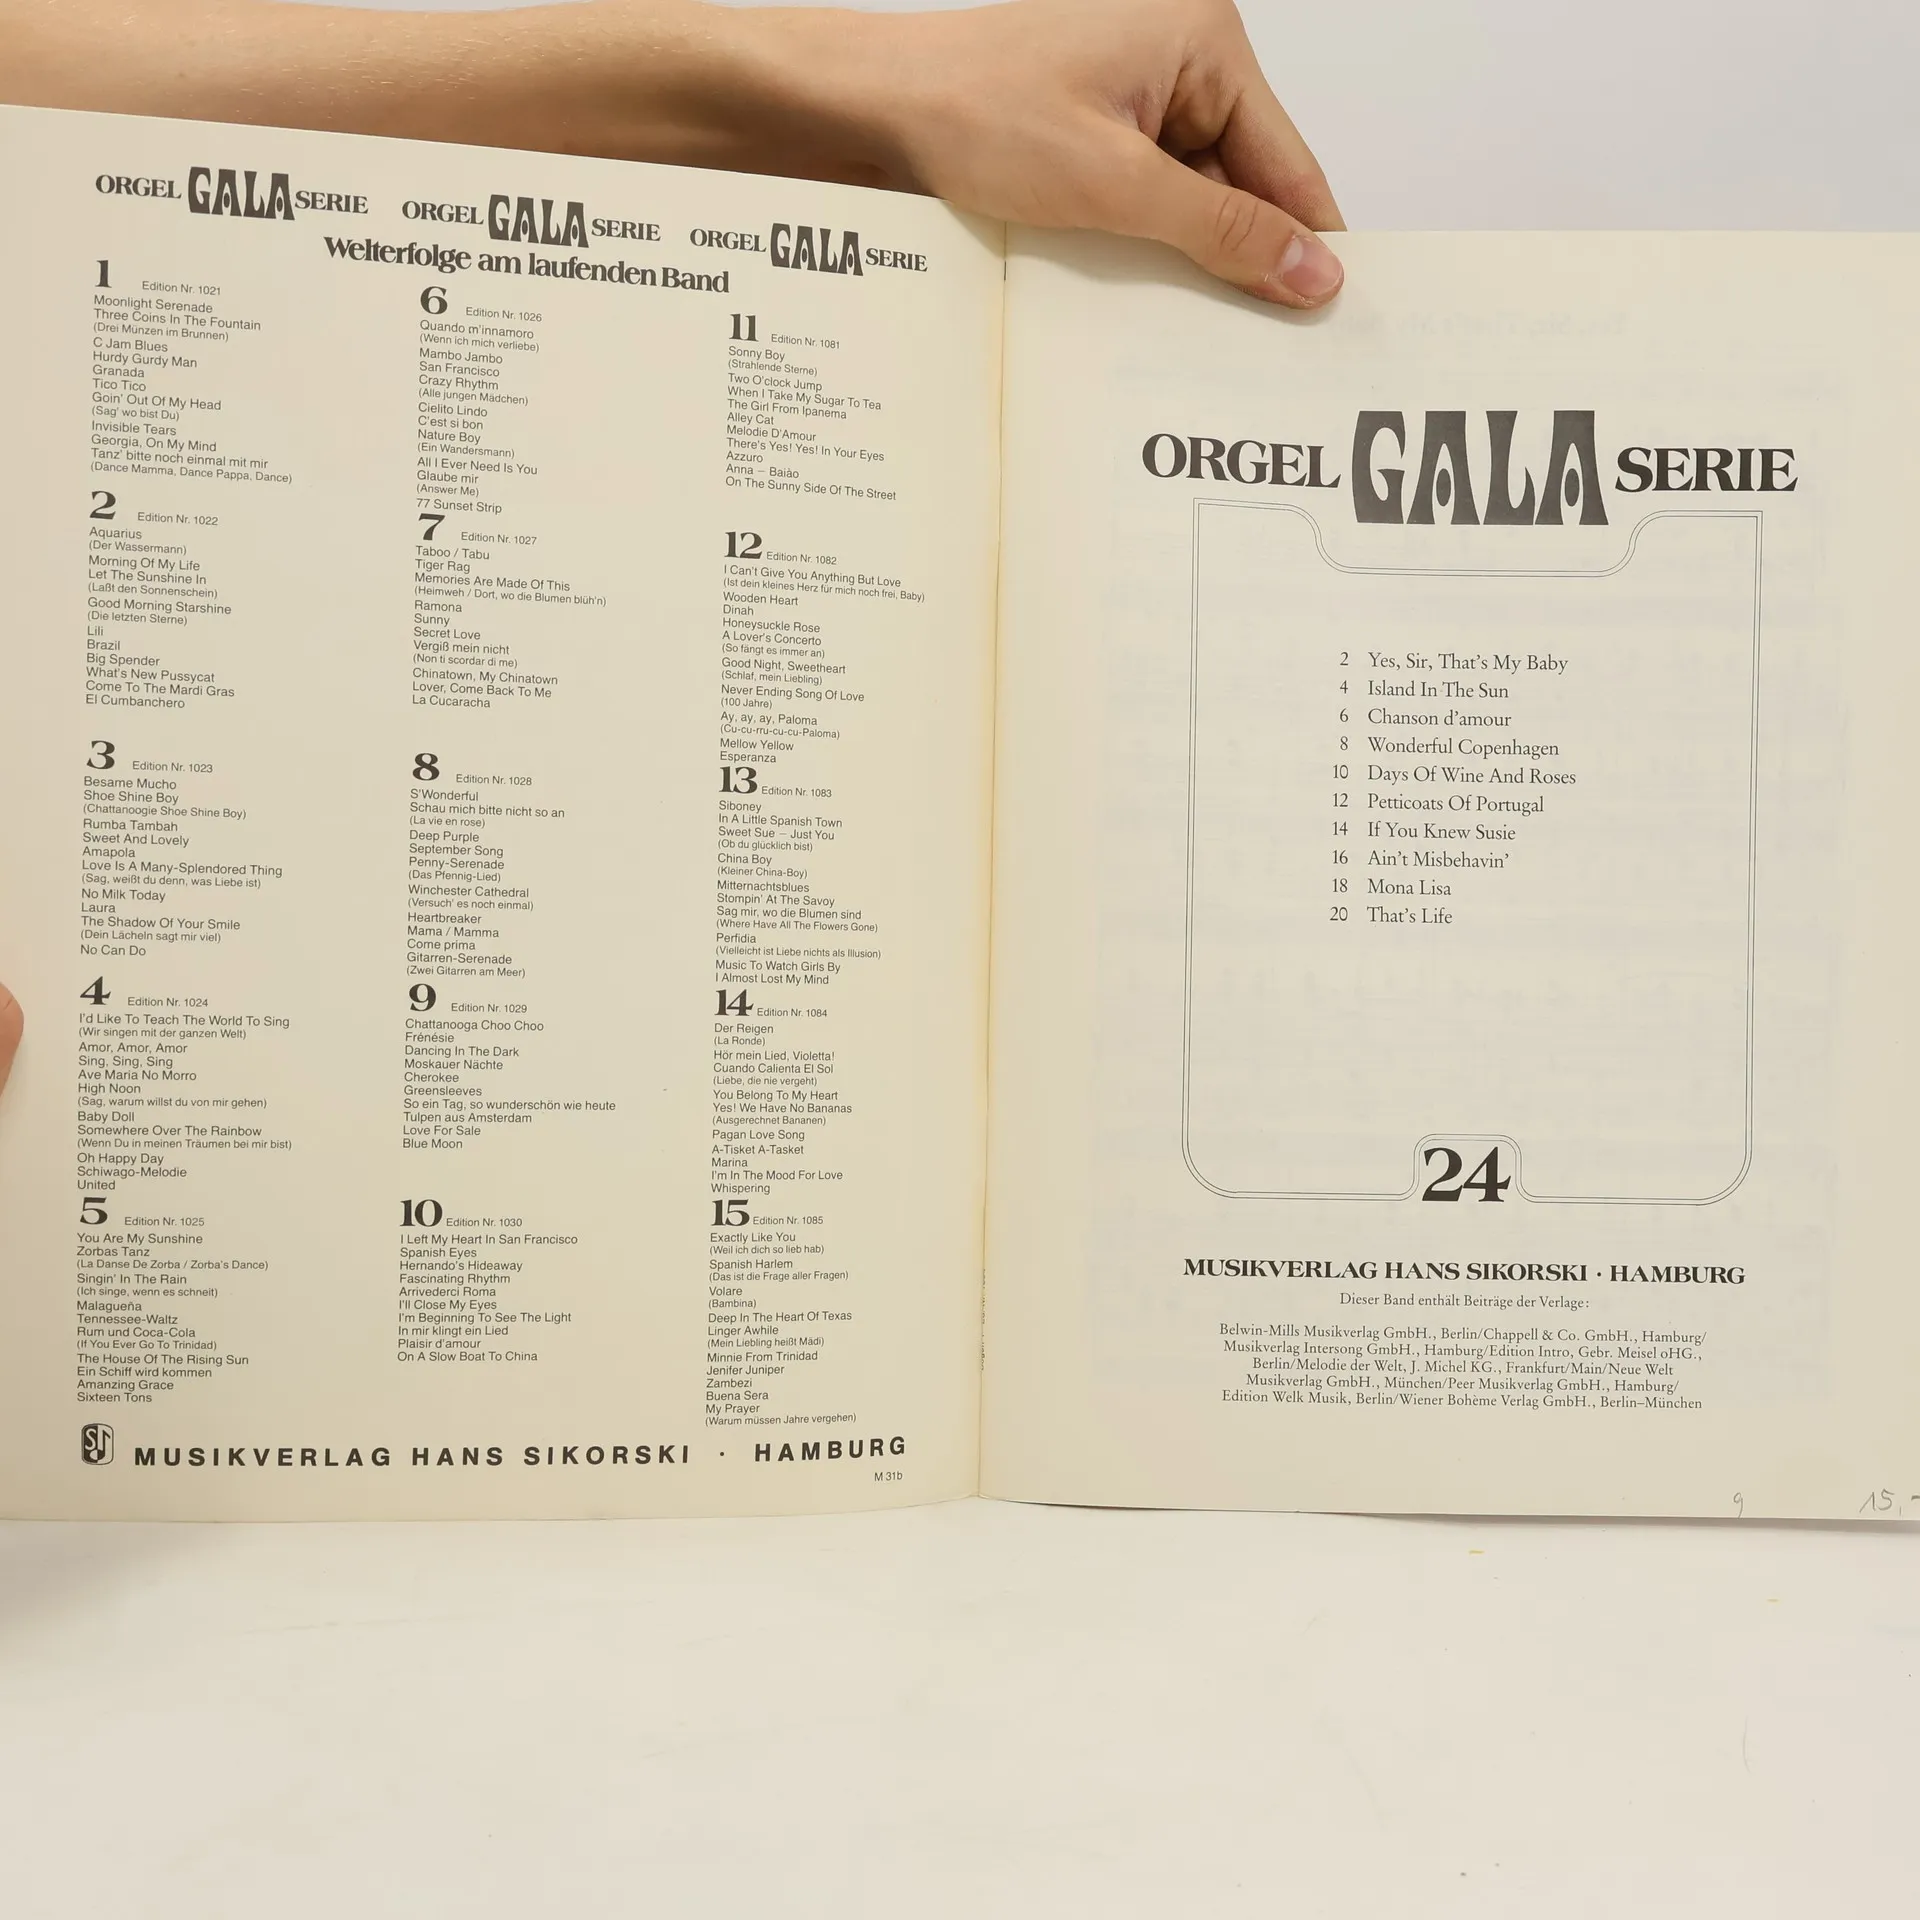 ORGEL GALA SERIE ORGEL GALA SERIE ORGEL GALA SERIE
Welterfolge am laufenden Band
1 Edition Nr. 1021
Moonlight Serenade
Three Coins In The Fountain
(Drei Münzen im Brunnen)
C Jam Blues
Hurdy Gurdy Man
Granada
Tico Tico
Goin' Out Of My Head
(Sag' wo bist Du)
Invisible Tears
Georgia, On My Mind
Tanz' bitte noch einmal mit mir
(Dance Mamma, Dance Pappa, Dance)
2 Edition Nr. 1022
Aquarius
(Der Wassermann)
Morning Of My Life
Let The Sunshine In
(Laßt den Sonnenschein)
Good Morning Starshine
(Die letzten Sterne)
Lili
Brazil
Big Spender
What's New Pussycat
Come To The Mardi Gras
El Cumbanchero
3 Edition Nr. 1023
Besame Mucho
Shoe Shine Boy
(Chattanoogie Shoe Shine Boy)
Rumba Tambah
Sweet And Lovely
Amapola
Love Is A Many-Splendored Thing
(Sag, weißt du denn, was Liebe ist)
No Milk Today
Laura
The Shadow Of Your Smile
(Dein Lächeln sagt mir viel)
No Can Do
4 Edition Nr. 1024
I'd Like To Teach The World To Sing
(Wir singen mit der ganzen Welt)
Amor, Amor, Amor
Sing, Sing, Sing
Ave Maria No Morro
High Noon
(Sag, warum willst du von mir gehen)
Baby Doll
Somewhere Over The Rainbow
(Wenn Du in meinen Träumen bei mir bist)
Oh Happy Day
Schiwago-Melodie
United
5 Edition Nr. 1025
You Are My Sunshine
Zorbas Tanz
(La Danse De Zorba / Zorba's Dance)
Singin' In The Rain
(Ich singe, wenn es schneit)
Malagueña
Tennessee-Waltz
Rum und Coca-Cola
(If You Ever Go To Trinidad)
The House Of The Rising Sun
Ein Schiff wird kommen
Amanzing Grace
Sixteen Tons
6 Edition Nr. 1026
Quando m'innamoro
(Wenn ich mich verliebe)
Mambo Jambo
San Francisco
Crazy Rhythm
(Alle jungen Mädchen)
Cielito Lindo
C'est si bon
Nature Boy
(Ein Wandersmann)
All I Ever Need Is You
Glaube mir
(Answer Me)
77 Sunset Strip
7 Edition Nr. 1027
Taboo / Tabu
Tiger Rag
Memories Are Made Of This
(Heimweh / Dort, wo die Blumen blüh'n)
Ramona
Sunny
Secret Love
Vergiß mein nicht
(Non ti scordar di me)
Chinatown, My Chinatown
Lover, Come Back To Me
La Cucaracha
8 Edition Nr. 1028
S'Wonderful
Schau mich bitte nicht so an
(La vie en rose)
Deep Purple
September Song
Penny-Serenade
(Das Pfennig-Lied)
Winchester Cathedral
(Versuch' es noch einmal)
Heartbreaker
Mama / Mamma
Come prima
Gitarren-Serenade
(Zwei Gitarren am Meer)
9 Edition Nr. 1029
Chattanooga Choo Choo
Frénésie
Dancing In The Dark
Moskauer Nächte
Cherokee
Greensleeves
So ein Tag, so wunderschön wie heute
Tulpen aus Amsterdam
Love For Sale
Blue Moon
10 Edition Nr. 1030
I Left My Heart In San Francisco
Spanish Eyes
Hernando's Hideaway
Fascinating Rhythm
Arrivederci Roma
I'll Close My Eyes
I'm Beginning To See The Light
In mir klingt ein Lied
Plaisir d'amour
On A Slow Boat To China
11 Edition Nr. 1081
Sonny Boy
(Strahlende Sterne)
Two O'clock Jump
When I Take My Sugar To Tea
The Girl From Ipanema
Alley Cat
Melodie D'Amour
There's Yes! Yes! In Your Eyes
Azzuro
Anna – Baiào
On The Sunny Side Of The Street
12 Edition Nr. 1082
I Can't Give You Anything But Love
(Ist dein kleines Herz für mich noch frei, Baby)
Wooden Heart
Dinah
Honeysuckle Rose
A Lover's Concerto
(So fängt es immer an)
Good Night, Sweetheart
(Schlaf, mein Liebling)
Never Ending Song Of Love
(100 Jahre)
Ay, ay, ay, Paloma
(Cu-cu-rru-cu-cu-Paloma)
Mellow Yellow
Esperanza
13 Edition Nr. 1083
Siboney
In A Little Spanish Town
Sweet Sue – Just You
(Ob du glücklich bist)
China Boy
(Kleiner China-Boy)
Mitternachtsblues
Stompin' At The Savoy
Sag mir, wo die Blumen sind
(Where Have All The Flowers Gone)
Perfidia
(Vielleicht ist Liebe nichts als Illusion)
Music To Watch Girls By
I Almost Lost My Mind
14 Edition Nr. 1084
Der Reigen
(La Ronde)
Hör mein Lied, Violetta!
Cuando Calienta El Sol
(Liebe, die nie vergeht)
You Belong To My Heart
Yes! We Have No Bananas
(Ausgerechnet Bananen)
Pagan Love Song
A-Tisket A-Tasket
Marina
I'm In The Mood For Love
Whispering
15 Edition Nr. 1085
Exactly Like You
(Weil ich dich so lieb hab)
Spanish Harlem
(Das ist die Frage aller Fragen)
Volare
(Bambina)
Deep In The Heart Of Texas
Linger Awhile
(Mein Liebling heißt Mädi)
Minnie From Trinidad
Jenifer Juniper
Zambezi
Buena Sera
My Prayer
(Warum müssen Jahre vergehen)
MUSIKVERLAG HANS SIKORSKI · HAMBURG
M 31b
ORGEL GALA SERIE
2 Yes, Sir, That's My Baby
4 Island In The Sun
6 Chanson d'amour
8 Wonderful Copenhagen
10 Days Of Wine And Roses
12 Petticoats Of Portugal
14 If You Knew Susie
16 Ain't Misbehavin'
18 Mona Lisa
20 That's Life
24
MUSIKVERLAG HANS SIKORSKI · HAMBURG
Dieser Band enthält Beiträge der Verlage:
Belwin-Mills Musikverlag GmbH., Berlin/Chappell & Co. GmbH., Hamburg/
Musikverlag Intersong GmbH., Hamburg/Edition Intro, Gebr. Meisel oHG.,
Berlin/Melodie der Welt, J. Michel KG., Frankfurt/Main/Neue Welt
Musikverlag GmbH., München/Peer Musikverlag GmbH., Hamburg/
Edition Welk Musik, Berlin/Wiener Bohème Verlag GmbH., Berlin–München
9 15,-